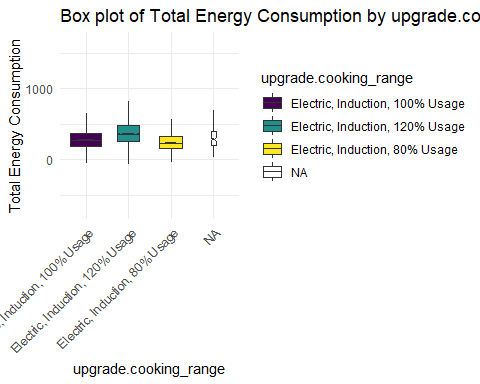 Box plot of Total Energy Consumption by upgrade.co
Total Energy Consumption
1000
0
, Induction, 100% Usage
Electric, Induction, 120% Usage
Electric, Induction, 80% Usage
NA
upgrade.cooking_range
upgrade.cooking_range
Electric, Induction, 100% Usage
Electric, Induction, 120% Usage
Electric, Induction, 80% Usage
NA